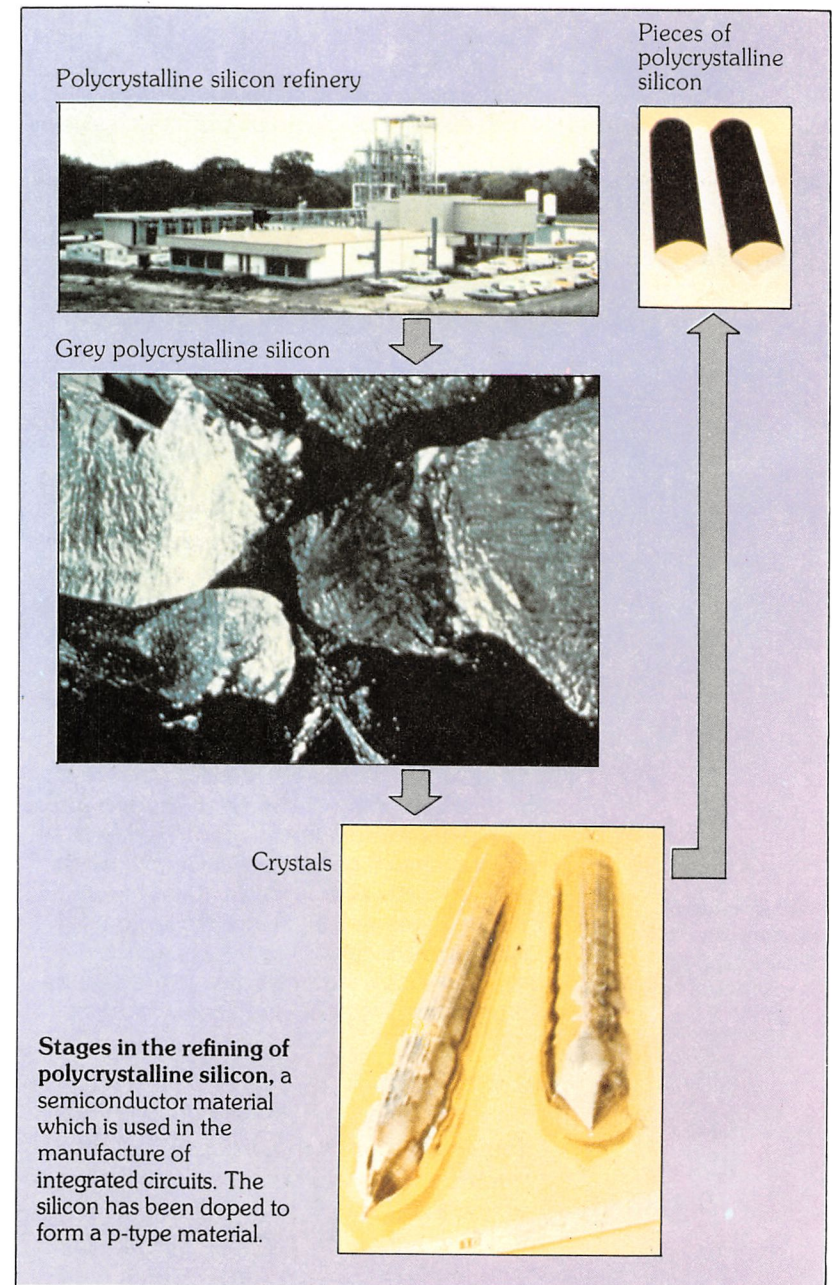 Polycrystalline silicon refinery
Pieces of
polycrystalline
silicon
Grey polycrystalline silicon
Crystals
Stages in the refining of
polycrystalline silicon, a
semiconductor material
which is used in the
manufacture of
integrated circuits. The
silicon has been doped to
form a p-type material.